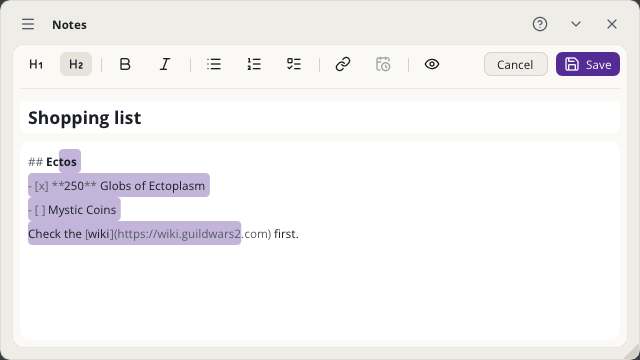 Notes
H1 H2 B I Cancel Save
Shopping list
## Ectos
- [x] **250** Globs of Ectoplasm
- [ ] Mystic Coins
Check the [wiki](https://wiki.guildwars2.com) first.